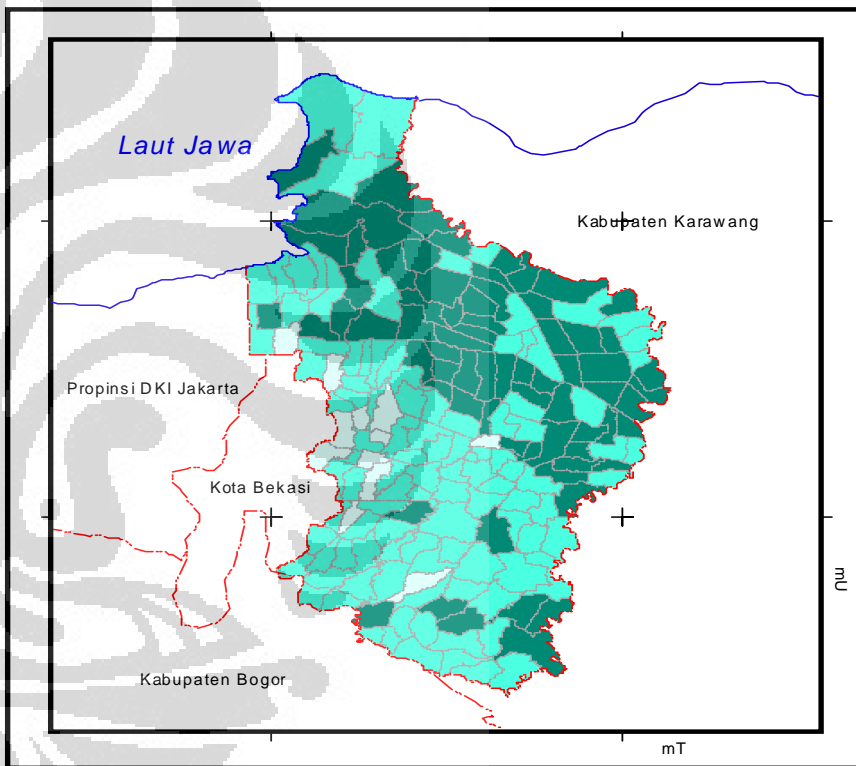 Laut Jawa
Kabupaten Karawang
Propinsi DKI Jakarta
Kota Bekasi
mU
Kabupaten Bogor
mT